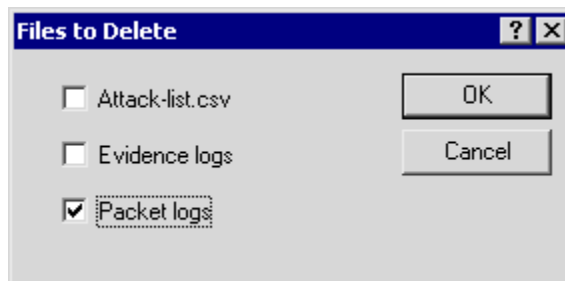 Files to Delete
Attack-list.csv
OK
Evidence logs
Cancel
Packet logs